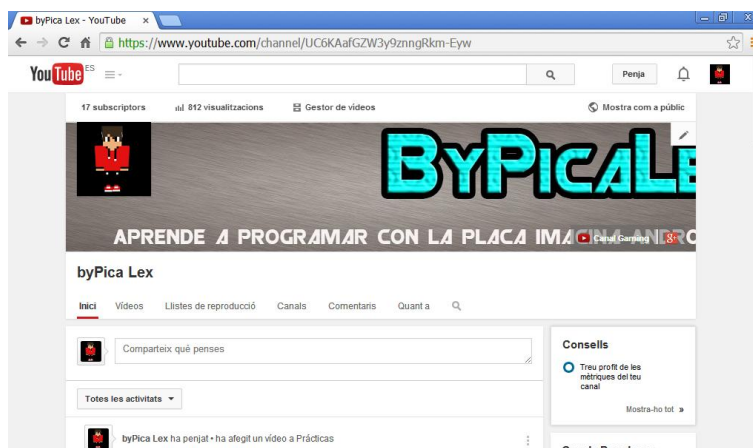 byPica Lex - YouTube
https://www.youtube.com/channel/UC6KAafGZW3y9znngRkm-Eyw
YouTube ES
Penja
17 subscriptors
812 visualitzacions
Gestor de vídeos
Mostra com a públic
BYPICALE
APRENDE A PROGRAMAR CON LA PLACA IMAGINA ANDRO
Canal Gaming
g+
byPica Lex
Inici Vídeos Llistes de reproducció Canals Comentaris Quant a
Comparteix què penses
Totes les activitats
byPica Lex ha penjat • ha afegit un vídeo a Prácticas
Consells
Treu profit de les
mètriques del teu
canal
Mostra-ho tot »